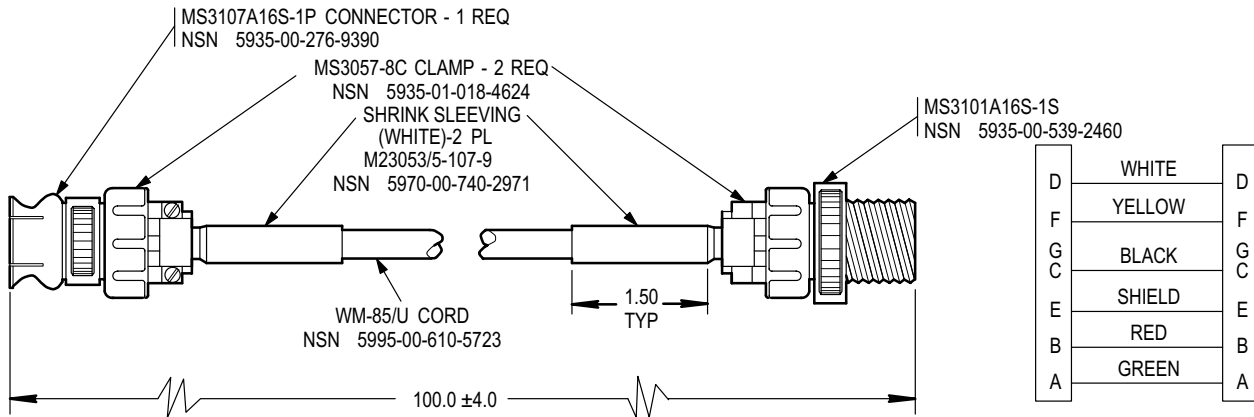 MS3107A16S-1P CONNECTOR - 1 REQ
NSN 5935-00-276-9390
MS3057-8C CLAMP - 2 REQ
NSN 5935-01-018-4624
SHRINK SLEEVING
(WHITE)-2 PL
M23053/5-107-9
NSN 5970-00-740-2971
MS3101A16S-1S
NSN 5935-00-539-2460
WM-85/U CORD
NSN 5995-00-610-5723
1.50
TYP
100.0 ±4.0
D WHITE D
F YELLOW F
G G
C BLACK C
E SHIELD E
B RED B
A GREEN A